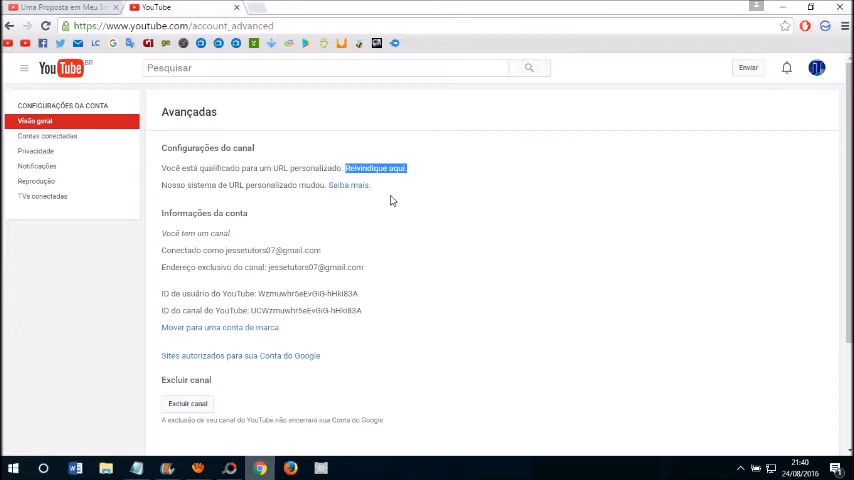 Uma Proposta em Meu S
YouTube
https://www.youtube.com/account_advanced
YouTube BR
Pesquisar
Enviar
CONFIGURAÇÕES DA CONTA
Visão geral
Contas conectadas
Privacidade
Notificações
Reprodução
TVs conectadas
Avançadas
Configurações do canal
Você está qualificado para um URL personalizado. Reivindique aqui.
Nosso sistema de URL personalizado mudou. Saiba mais.
Informações da conta
Você tem um canal.
Conectado como jessetutors07@gmail.com
Endereço exclusivo do canal: jessetutors07@gmail.com
ID de usuário do YouTube: Wzmuwhr5eEvGiG-hHki83A
ID do canal do YouTube: UCWzmuwhr5eEvGiG-hHki83A
Mover para uma conta de marca
Sites autorizados para sua Conta do Google
Excluir canal
Excluir canal
A exclusão de seu canal do YouTube não encerrará sua Conta do Google
21:40
24/08/2016